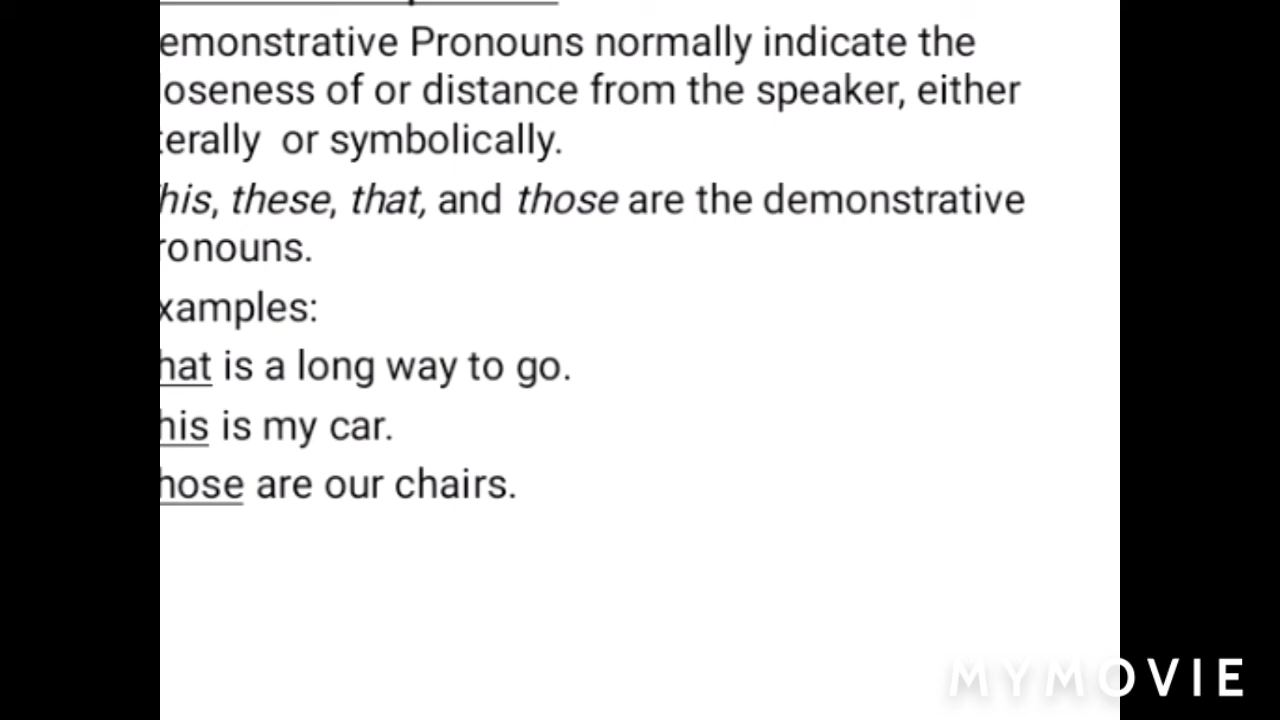 emonstrative Pronouns normally indicate the
loseness of or distance from the speaker, either
terally or symbolically.
his, these, that, and those are the demonstrative
ronouns.
xamples:
hat is a long way to go.
his is my car.
hose are our chairs.
MYMOVIE